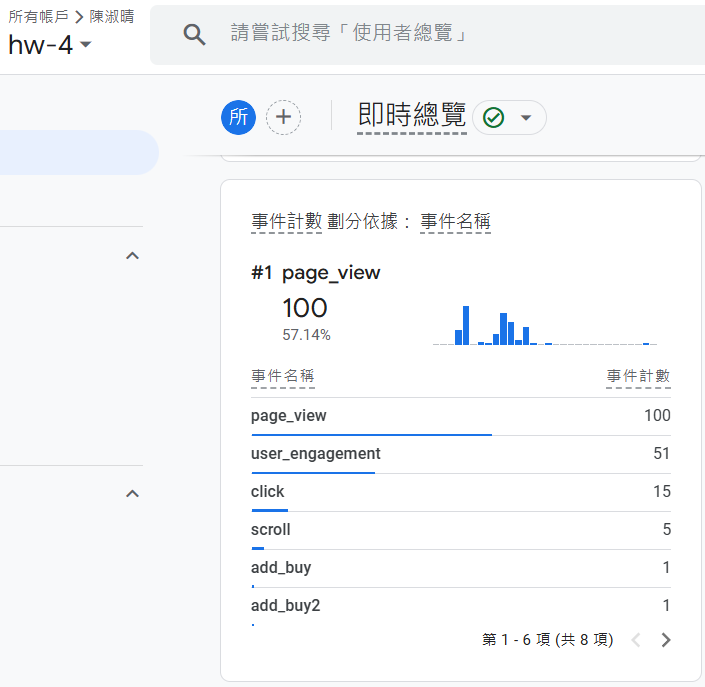 所有帳戶 > 陳淑晴
hw-4
請嘗試搜尋「使用者總覽」
所 + 即時總覽
事件計數 劃分依據： 事件名稱
#1 page_view
100
57.14%
事件名稱 事件計數
page_view 100
user_engagement 51
click 15
scroll 5
add_buy 1
add_buy2 1
第 1 - 6 項 (共 8 項)